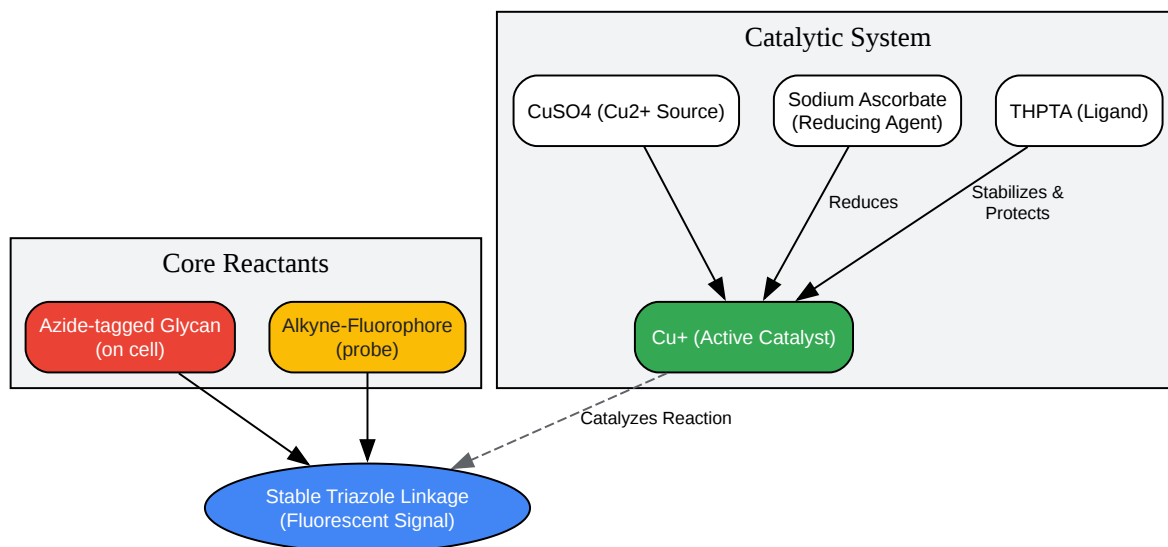 Catalytic System
CuSO4 (Cu2+ Source)
Sodium Ascorbate
(Reducing Agent)
THPTA (Ligand)
Reduces
Stabilizes &
Protects
Core Reactants
Azide-tagged Glycan
(on cell)
Alkyne-Fluorophore
(probe)
Cu+ (Active Catalyst)
Catalyzes Reaction
Stable Triazole Linkage
(Fluorescent Signal)